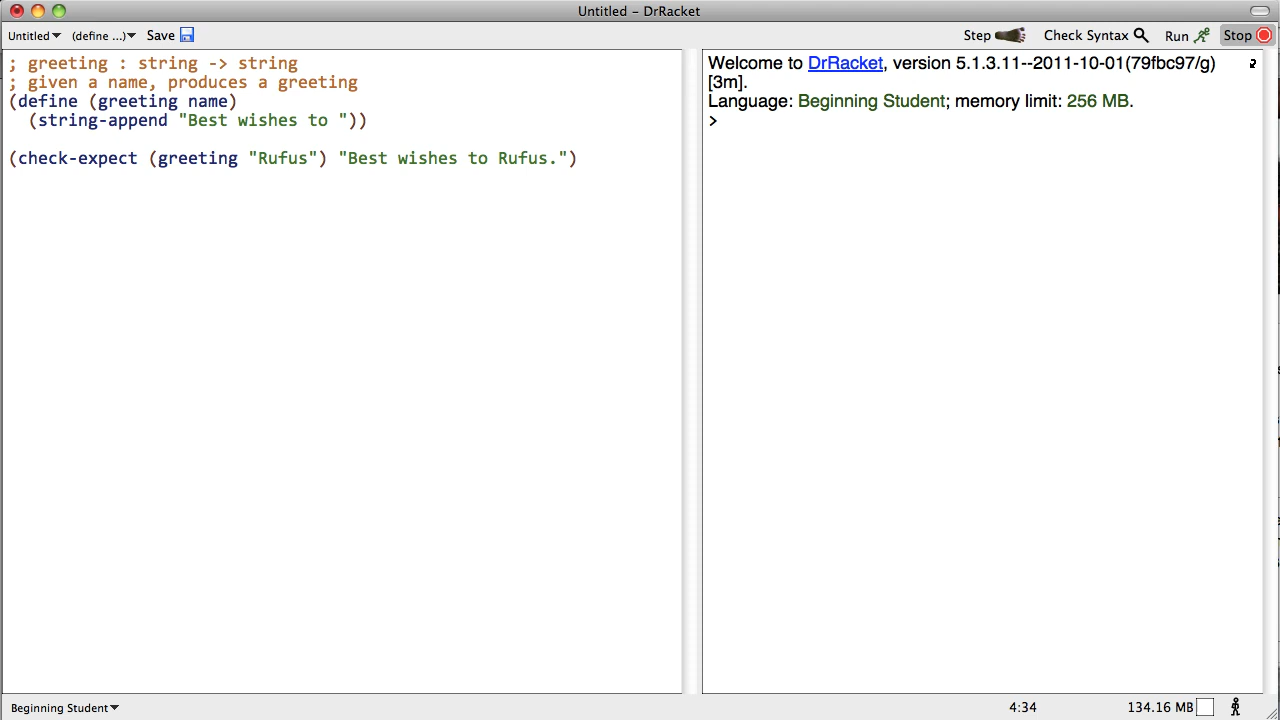 Untitled - DrRacket
Untitled (define ...) Save Step Check Syntax Run Stop
; greeting : string -> string
; given a name, produces a greeting
(define (greeting name)
  (string-append "Best wishes to "))
(check-expect (greeting "Rufus") "Best wishes to Rufus.")
Welcome to DrRacket, version 5.1.3.11--2011-10-01(79fbc97/g)
[3m].
Language: Beginning Student; memory limit: 256 MB.
>
Beginning Student 4:34 134.16 MB